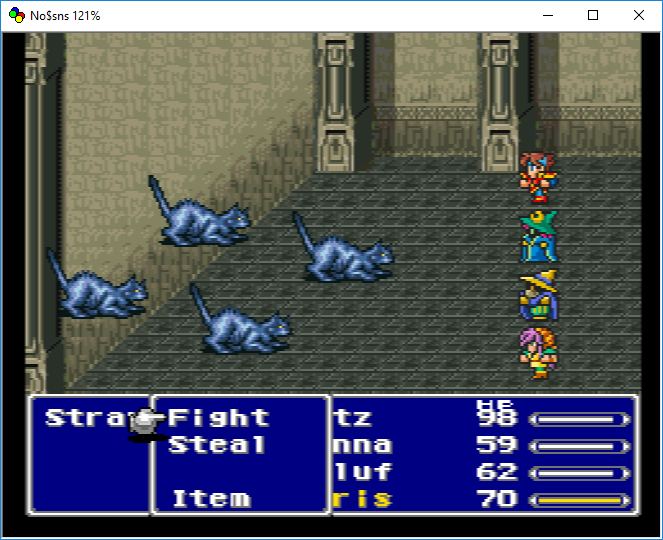 No$sns 121%
HP
Stra Fight tz 98
Steal nna 59
luf 62
Item ris 70